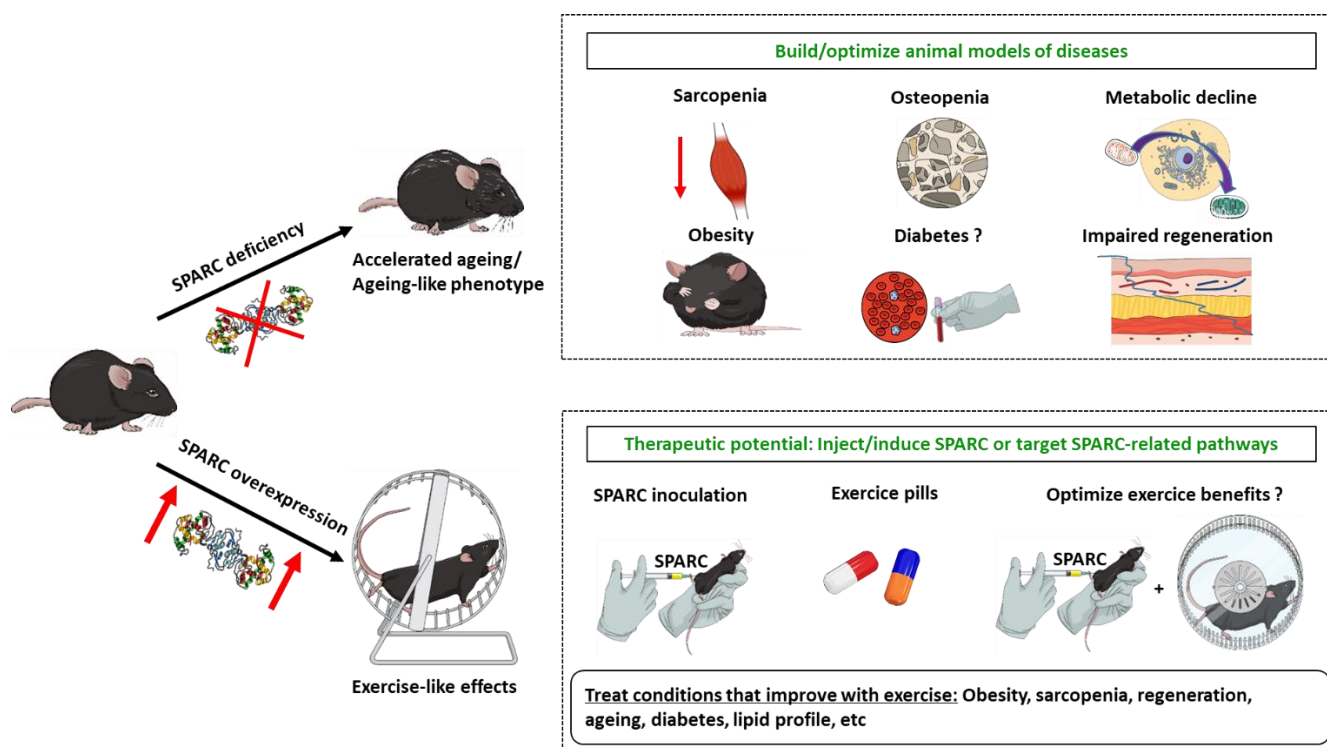 Build/optimize animal models of diseases
Sarcopenia
Osteopenia
Metabolic decline
Obesity
Diabetes ?
Impaired regeneration
SPARC deficiency
Accelerated ageing/
Ageing-like phenotype
SPARC overexpression
Exercise-like effects
Therapeutic potential: Inject/induce SPARC or target SPARC-related pathways
SPARC inoculation
Exercice pills
Optimize exercice benefits ?
SPARC
SPARC
+
Treat conditions that improve with exercise: Obesity, sarcopenia, regeneration,
ageing, diabetes, lipid profile, etc